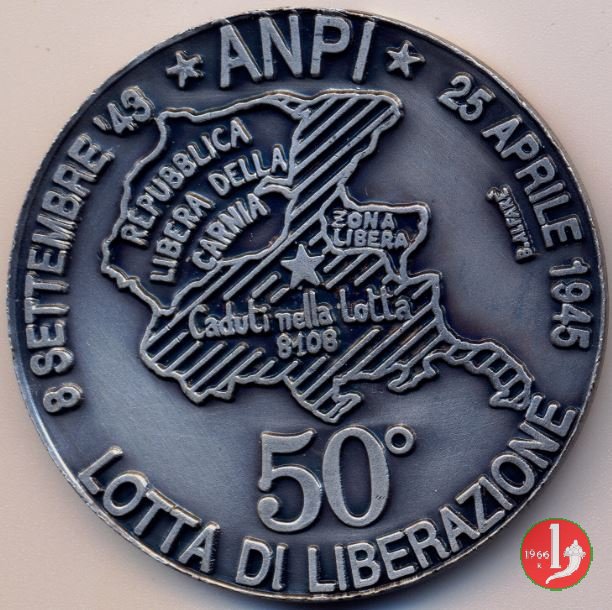 ★ ANPI ★
8 SETTEMBRE '43
25 APRILE 1945
REPUBBLICA
LIBERA DELLA
CARNIA
ZONA
LIBERA
Caduti nella lotta
8108
50°
LOTTA DI LIBERAZIONE
1966